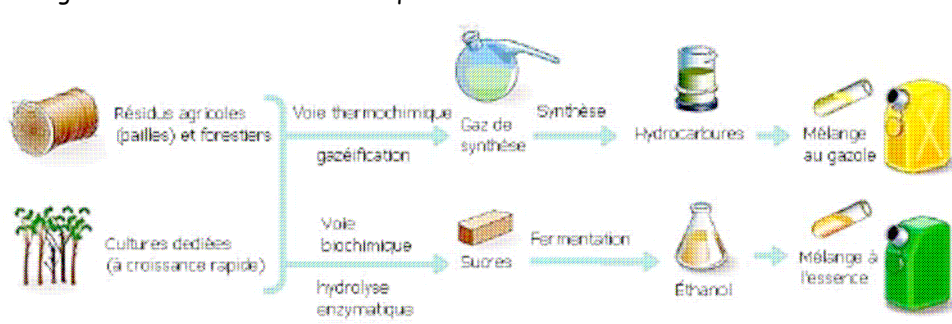 Résidus agricoles
(pailles) et forestiers
Voie thermochimique
gazéification
Gaz de
synthèse
Synthèse
Hydrocarbures
Mélange
au gazole
Cultures dédiées
(à croissance rapide)
Voie
biochimique
hydrolyse
enzymatique
Sucres
Fermentation
Éthanol
Mélange à
l'essence